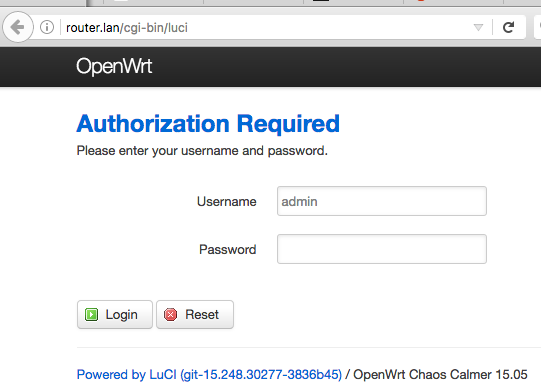 router.lan/cgi-bin/luci
OpenWrt
Authorization Required
Please enter your username and password.
Username admin
Password
Login Reset
Powered by LuCI (git-15.248.30277-3836b45) / OpenWrt Chaos Calmer 15.05